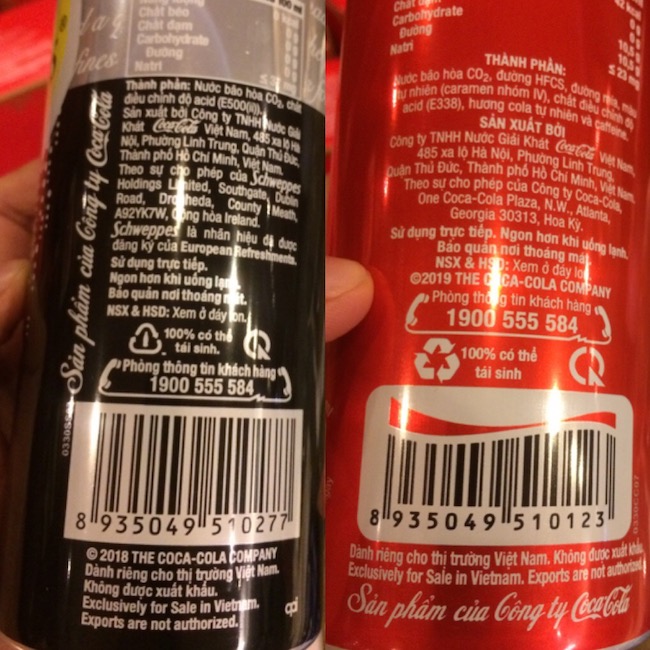 100 ml
Chất béo
Chất đạm
Carbohydrate
Đường
Natri
Thành phần: Nước bão hòa CO₂, chất
điều chỉnh độ acid (E500(ii)),
Sản xuất bởi Công ty TNHH Nước Giải
Khát Coca-Cola Việt Nam, 485 xa lộ Hà
Nội, Phường Linh Trung, Quận Thủ Đức,
Thành phố Hồ Chí Minh, Việt Nam.
Theo sự cho phép của Schweppes
Holdings Limited, Southgate, Dublin
Road, Drogheda, County Meath,
A92YK7W, Cộng hòa Ireland.
Schweppes là nhãn hiệu đã được
đăng ký của European Refreshments.
Sử dụng trực tiếp.
Ngon hơn khi uống lạnh.
Bảo quản nơi thoáng mát.
NSX & HSD: Xem ở đáy lon.
100% có thể
tái sinh.
Phòng thông tin khách hàng
1900 555 584
Sản phẩm của Công ty Coca-Cola
8 935049 510277
© 2018 THE COCA-COLA COMPANY
Dành riêng cho thị trường Việt Nam.
Không được xuất khẩu.
Exclusively for Sale in Vietnam.
Exports are not authorized.
Chất đạm
Carbohydrate
Đường
Natri
42 kcal
0 g
10,5
10,5
≤ 23 mg
THÀNH PHẦN:
Nước bão hòa CO₂, đường HFCS, đường mía, màu
tự nhiên (caramen nhóm IV), chất điều chỉnh độ
acid (E338), hương cola tự nhiên và caffeine.
SẢN XUẤT BỞI
Công ty TNHH Nước Giải Khát Coca-Cola Việt Nam,
485 xa lộ Hà Nội, Phường Linh Trung,
Quận Thủ Đức, Thành phố Hồ Chí Minh, Việt Nam.
Theo sự cho phép của Công ty Coca-Cola,
One Coca-Cola Plaza, N.W., Atlanta,
Georgia 30313, Hoa Kỳ.
Sử dụng trực tiếp. Ngon hơn khi uống lạnh.
Bảo quản nơi thoáng mát.
NSX & HSD: Xem ở đáy lon.
©2019 THE COCA-COLA COMPANY
Phòng thông tin khách hàng
1900 555 584
100% có thể
tái sinh
8 935049 510123
0330CC07
Dành riêng cho thị trường Việt Nam. Không được xuất khẩu.
Exclusively for Sale in Vietnam. Exports are not authorized.
Sản phẩm của Công ty Coca-Cola